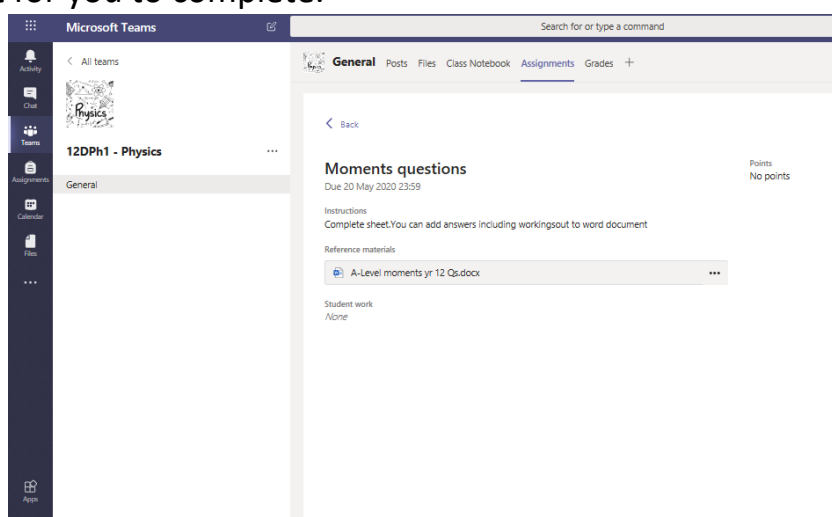 for you to complete.
Microsoft Teams
Search for or type a command
Activity
Chat
Teams
Assignments
Calendar
Files
Apps
All teams
Physics
12DPh1 - Physics
General
General Posts Files Class Notebook Assignments Grades +
Back
Moments questions
Due 20 May 2020 23:59
Points
No points
Instructions
Complete sheet.You can add answers including workingsout to word document
Reference materials
A-Level moments yr 12 Qs.docx
Student work
None